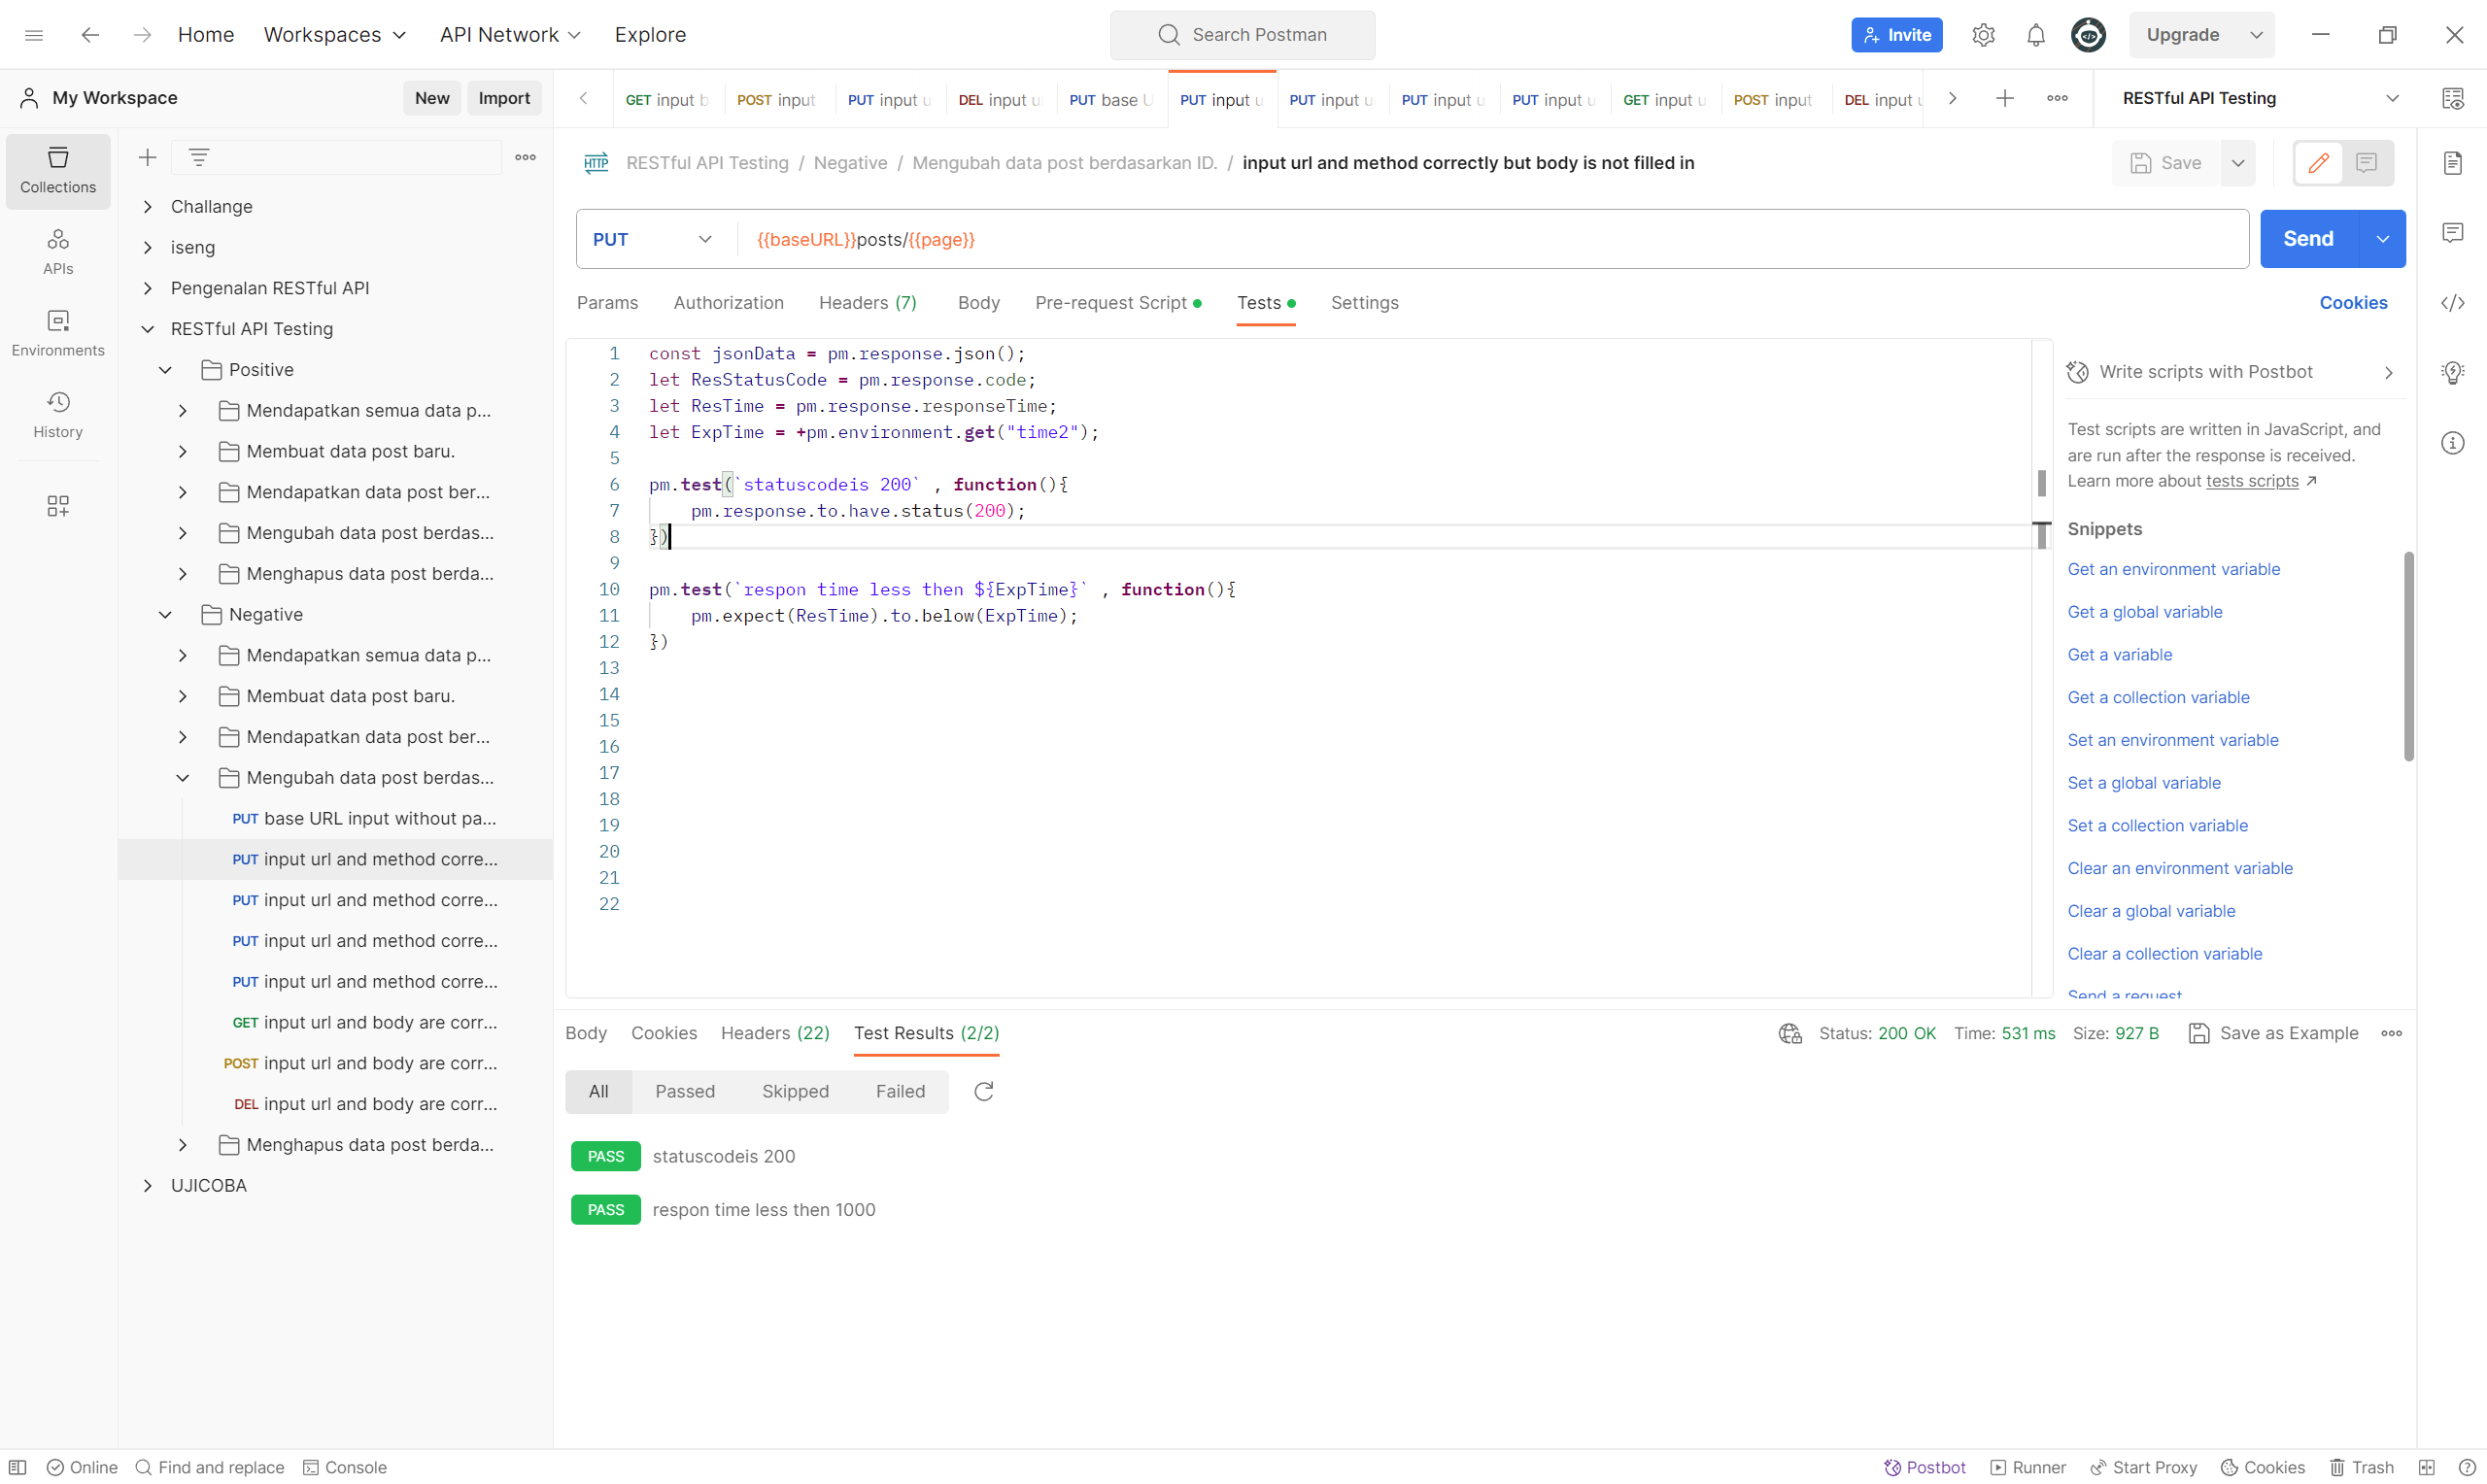 Home Workspaces API Network Explore Search Postman Invite Upgrade
My Workspace New Import
GET input b POST input PUT input u DEL input u PUT base U PUT input u PUT input u PUT input u PUT input u GET input u POST input DEL input u RESTful API Testing
Collections
APIs
Environments
History
Challange
iseng
Pengenalan RESTful API
RESTful API Testing
Positive
Mendapatkan semua data p...
Membuat data post baru.
Mendapatkan data post ber...
Mengubah data post berdas...
Menghapus data post berda...
Negative
Mendapatkan semua data p...
Membuat data post baru.
Mendapatkan data post ber...
Mengubah data post berdas...
PUT base URL input without pa...
PUT input url and method corre...
PUT input url and method corre...
PUT input url and method corre...
PUT input url and method corre...
GET input url and body are corr...
POST input url and body are corr...
DEL input url and body are corr...
Menghapus data post berda...
UJICOBA
HTTP RESTful API Testing / Negative / Mengubah data post berdasarkan ID. / input url and method correctly but body is not filled in Save
PUT {{baseURL}}posts/{{page}} Send
Params Authorization Headers (7) Body Pre-request Script Tests Settings Cookies
1 const jsonData = pm.response.json();
2 let ResStatusCode = pm.response.code;
3 let ResTime = pm.response.responseTime;
4 let ExpTime = +pm.environment.get("time2");
5
6 pm.test(`statuscodeis 200` , function(){
7 pm.response.to.have.status(200);
8 })
9
10 pm.test(`respon time less then ${ExpTime}` , function(){
11 pm.expect(ResTime).to.below(ExpTime);
12 })
13
14
15
16
17
18
19
20
21
22
Write scripts with Postbot
Test scripts are written in JavaScript, and
are run after the response is received.
Learn more about tests scripts
Snippets
Get an environment variable
Get a global variable
Get a variable
Get a collection variable
Set an environment variable
Set a global variable
Set a collection variable
Clear an environment variable
Clear a global variable
Clear a collection variable
Send a request
Body Cookies Headers (22) Test Results (2/2) Status: 200 OK Time: 531 ms Size: 927 B Save as Example
All Passed Skipped Failed
PASS statuscodeis 200
PASS respon time less then 1000
Online Find and replace Console Postbot Runner Start Proxy Cookies Trash